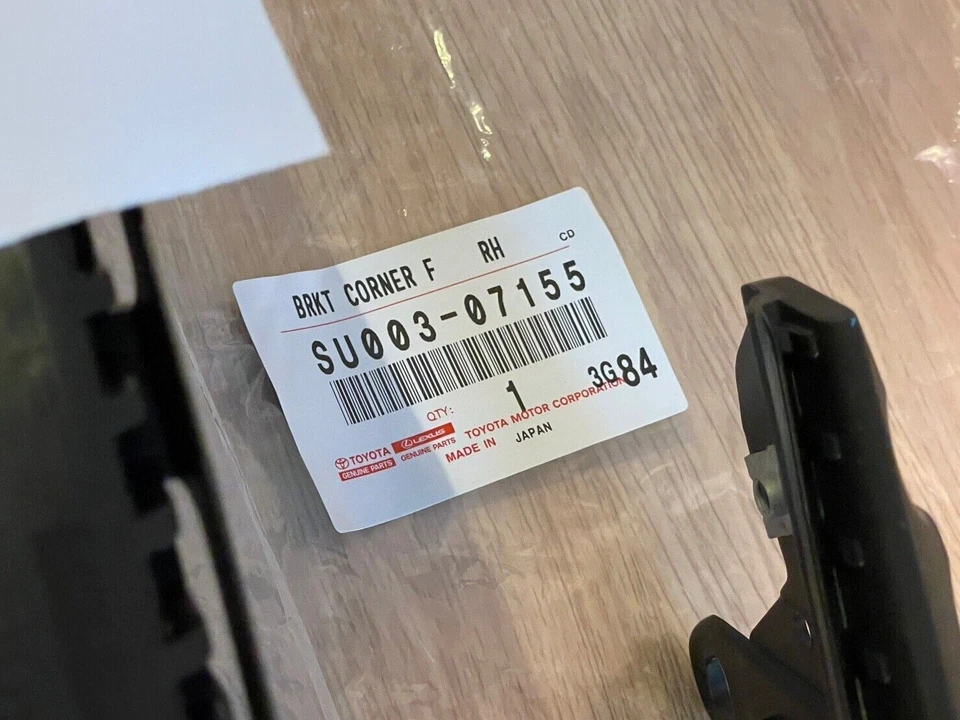 BRKT CORNER F RH CD
SU003-07155
QTY: 1 3G84
TOYOTA LEXUS TOYOTA MOTOR CORPORATION
GENUINE PARTS GENUINE PARTS MADE IN JAPAN